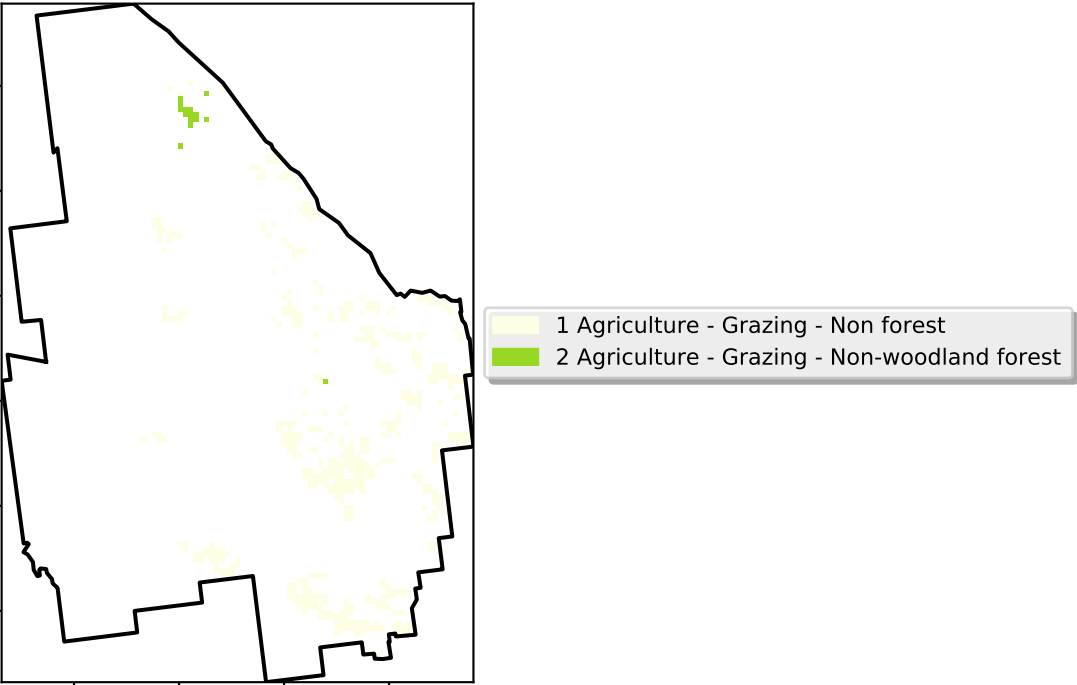 1 Agriculture - Grazing - Non forest
2 Agriculture - Grazing - Non-woodland forest